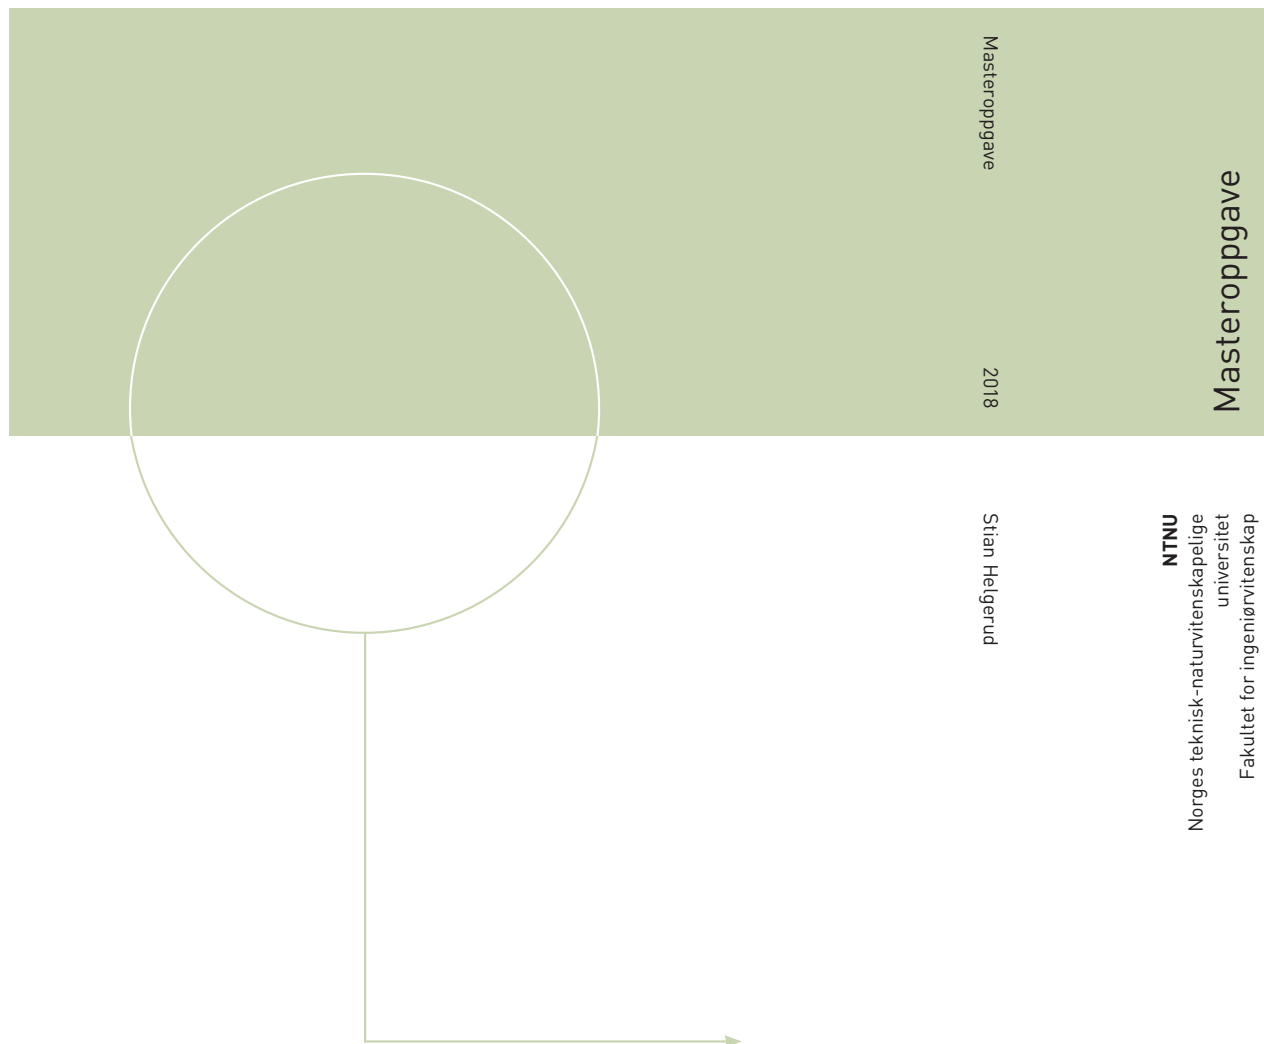 Masteroppgave
2018
Stian Helgerud
Masteroppgave
NTNU
Norges teknisk-naturvitenskapelige
universitet
Fakultet for ingeniørvitenskap